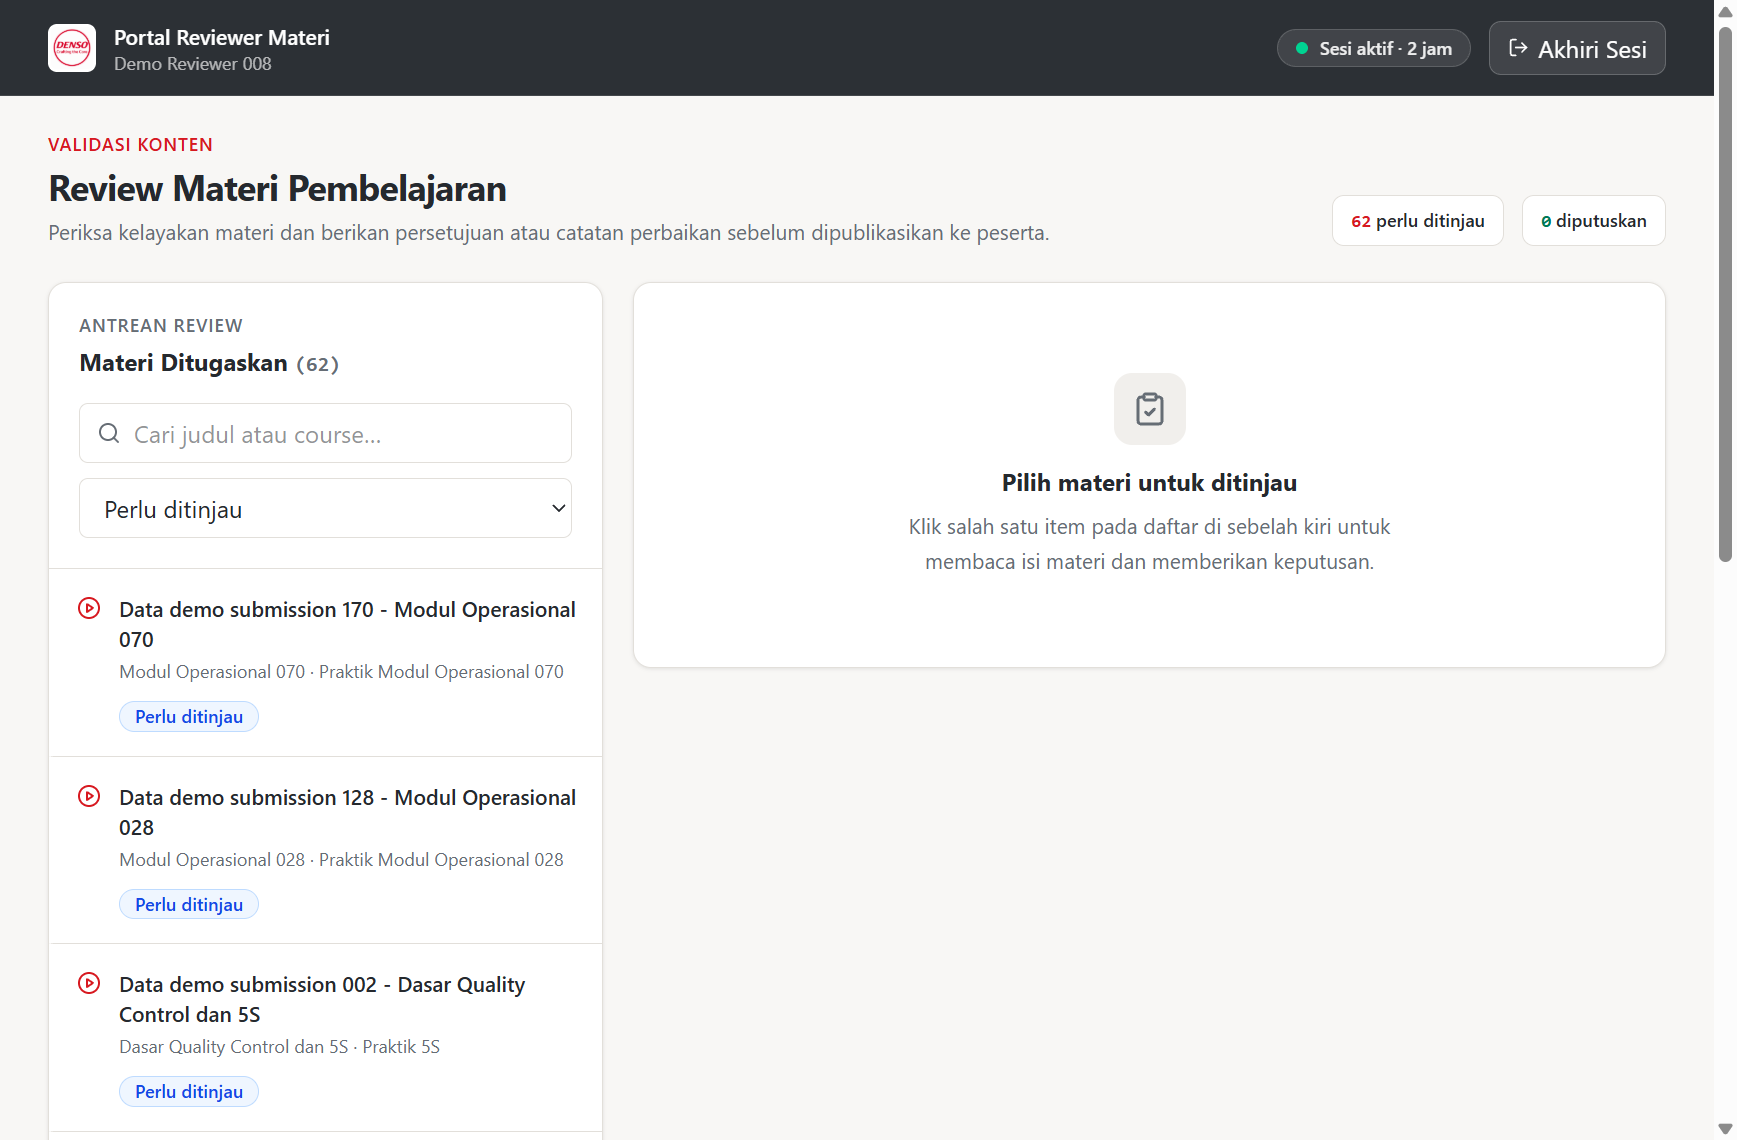 DENSO
Crafting the Core
Portal Reviewer Materi
Demo Reviewer 008
Sesi aktif · 2 jam
Akhiri Sesi
VALIDASI KONTEN
Review Materi Pembelajaran
Periksa kelayakan materi dan berikan persetujuan atau catatan perbaikan sebelum dipublikasikan ke peserta.
62 perlu ditinjau
0 diputuskan
ANTREAN REVIEW
Materi Ditugaskan (62)
Cari judul atau course...
Perlu ditinjau
Data demo submission 170 - Modul Operasional
070
Modul Operasional 070 · Praktik Modul Operasional 070
Perlu ditinjau
Data demo submission 128 - Modul Operasional
028
Modul Operasional 028 · Praktik Modul Operasional 028
Perlu ditinjau
Data demo submission 002 - Dasar Quality
Control dan 5S
Dasar Quality Control dan 5S · Praktik 5S
Perlu ditinjau
Pilih materi untuk ditinjau
Klik salah satu item pada daftar di sebelah kiri untuk
membaca isi materi dan memberikan keputusan.